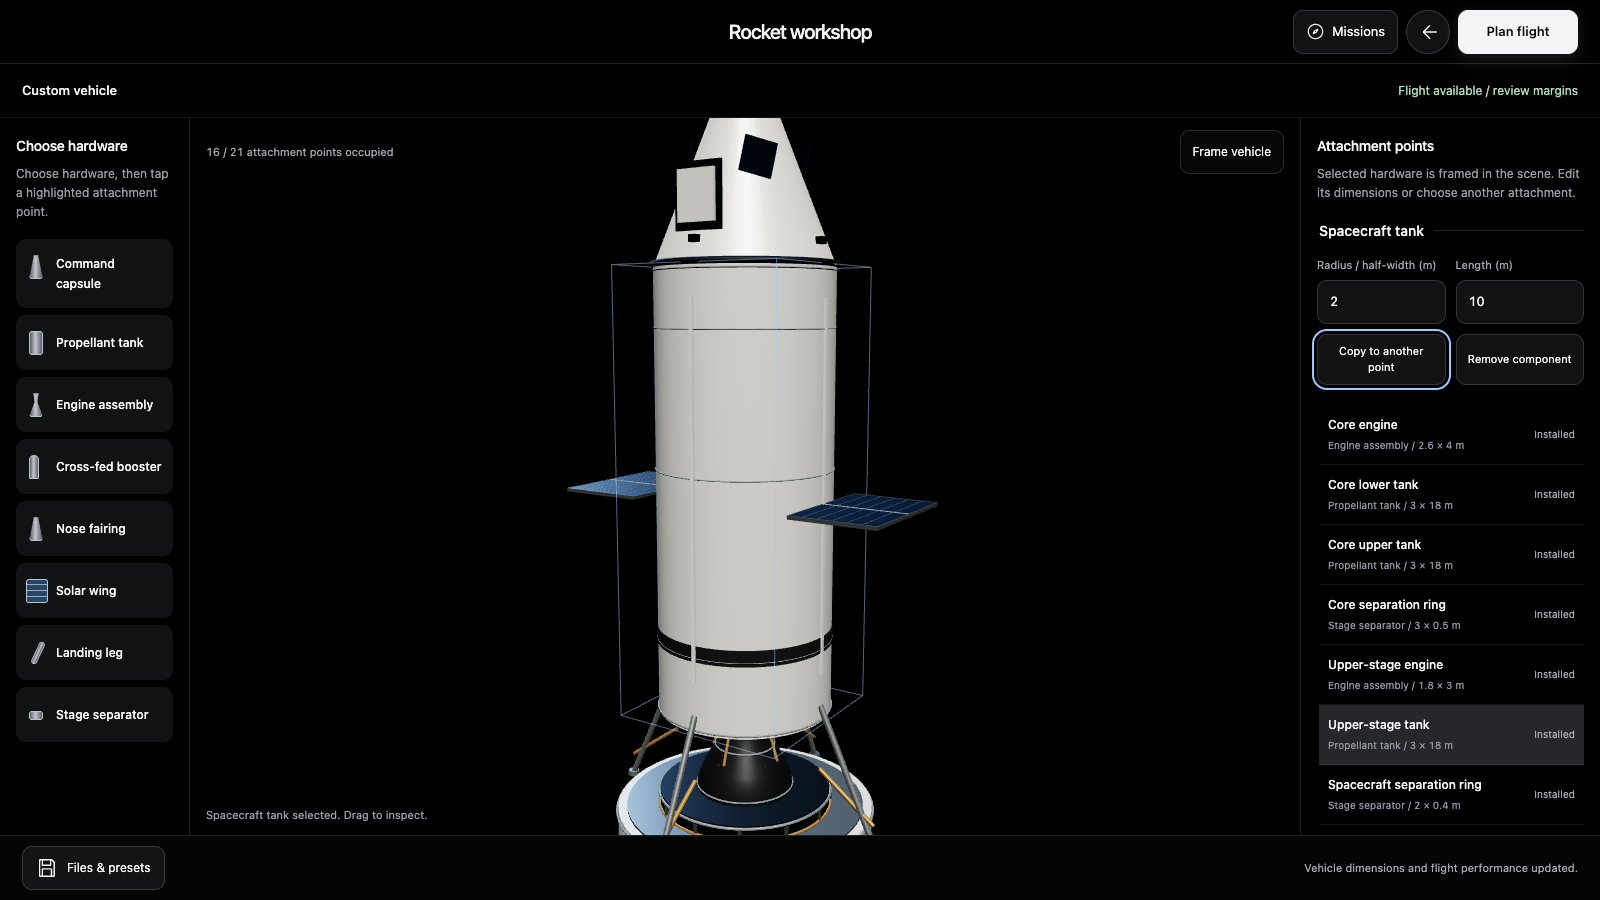 Rocket workshop
Missions
Plan flight
Custom vehicle
Flight available / review margins
Choose hardware
Choose hardware, then tap
a highlighted attachment
point.
Command
capsule
Propellant tank
Engine assembly
Cross-fed booster
Nose fairing
Solar wing
Landing leg
Stage separator
16 / 21 attachment points occupied
Frame vehicle
Spacecraft tank selected. Drag to inspect.
Attachment points
Selected hardware is framed in the scene. Edit
its dimensions or choose another attachment.
Spacecraft tank
Radius / half-width (m)
Length (m)
2
10
Copy to another
point
Remove component
Core engine
Engine assembly / 2.6 × 4 m
Installed
Core lower tank
Propellant tank / 3 × 18 m
Installed
Core upper tank
Propellant tank / 3 × 18 m
Installed
Core separation ring
Stage separator / 3 × 0.5 m
Installed
Upper-stage engine
Engine assembly / 1.8 × 3 m
Installed
Upper-stage tank
Propellant tank / 3 × 18 m
Installed
Spacecraft separation ring
Stage separator / 2 × 0.4 m
Installed
Files & presets
Vehicle dimensions and flight performance updated.